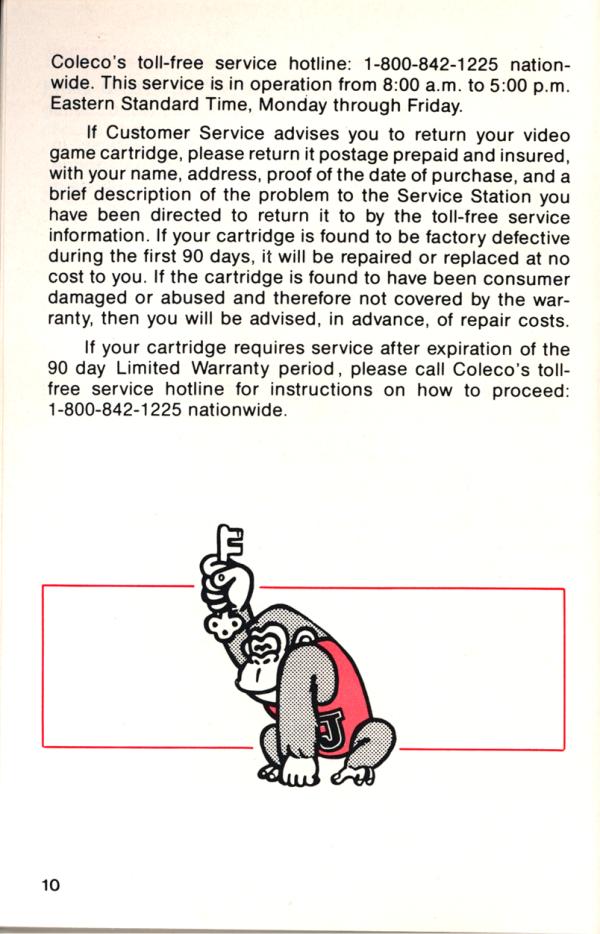 Coleco's toll-free service hotline: 1-800-842-1225 nation-
wide. This service is in operation from 8:00 a.m. to 5:00 p.m.
Eastern Standard Time, Monday through Friday.
If Customer Service advises you to return your video
game cartridge, please return it postage prepaid and insured,
with your name, address, proof of the date of purchase, and a
brief description of the problem to the Service Station you
have been directed to return it to by the toll-free service
information. If your cartridge is found to be factory defective
during the first 90 days, it will be repaired or replaced at no
cost to you. If the cartridge is found to have been consumer
damaged or abused and therefore not covered by the war-
ranty, then you will be advised, in advance, of repair costs.
If your cartridge requires service after expiration of the
90 day Limited Warranty period, please call Coleco's toll-
free service hotline for instructions on how to proceed:
1-800-842-1225 nationwide.
J
10